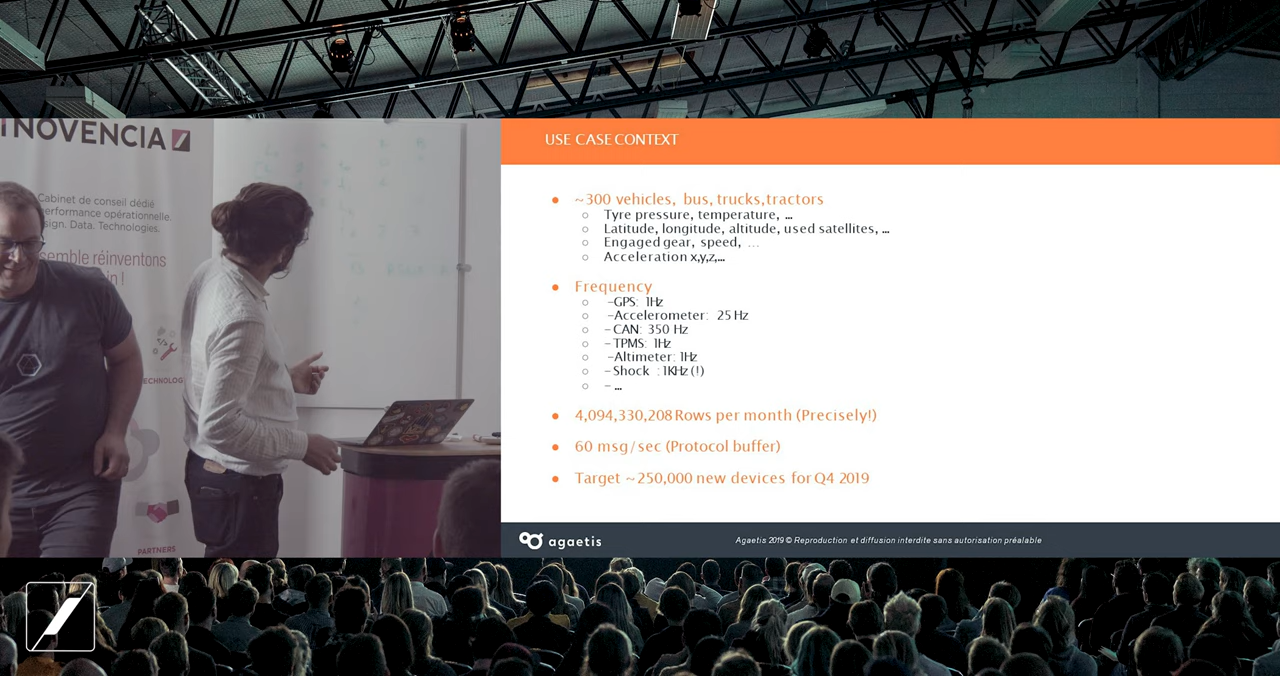 NOVENCIA
Cabinet de conseil dédié
performance opérationnelle.
sign. Data. Technologies.
semble réinventons
in !
ECHNOLOG
PARTNERS
USE CASE CONTEXT
● ~300 vehicles, bus, trucks, tractors
○ Tyre pressure, temperature, ...
○ Latitude, longitude, altitude, used satellites, ...
○ Engaged gear, speed, ...
○ Acceleration x,y,z,...
● Frequency
○ –GPS: 1Hz
○ –Accelerometer: 25 Hz
○ – CAN: 350 Hz
○ – TPMS: 1Hz
○ –Altimeter: 1Hz
○ – Shock : 1KHz (!)
○ – ...
● 4,094,330,208 Rows per month (Precisely!)
● 60 msg/sec (Protocol buffer)
● Target ~250,000 new devices for Q4 2019
agaetis
Agaetis 2019 © Reproduction et diffusion interdite sans autorisation préalable